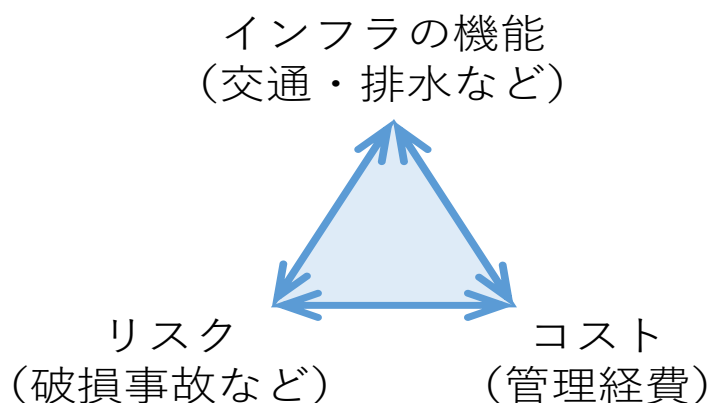 インフラの機能
（交通・排水など）
リスク
（破損事故など）
コスト
（管理経費）